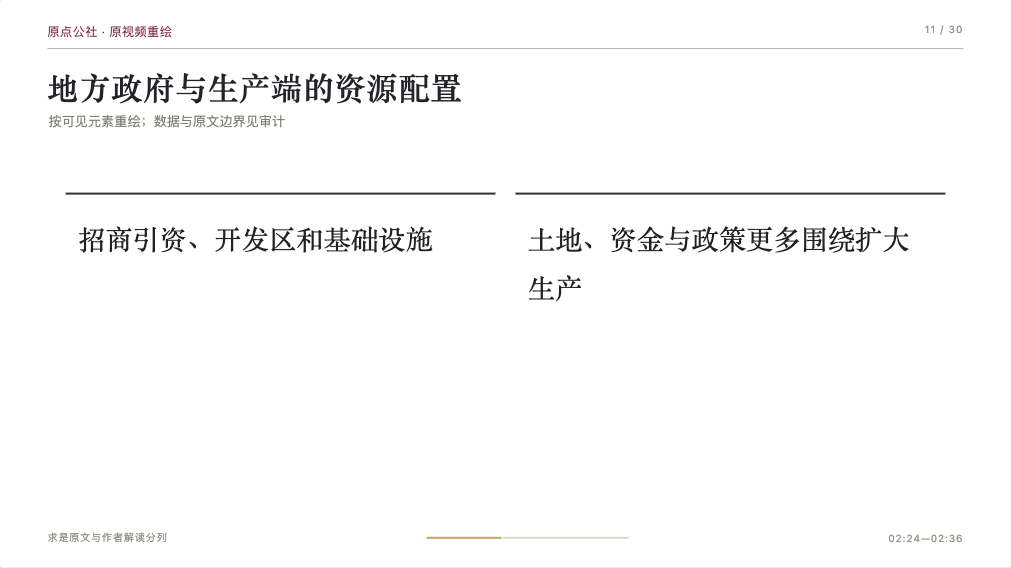 原点公社 · 原视频重绘
11 / 30
地方政府与生产端的资源配置
按可见元素重绘；数据与原文边界见审计
招商引资、开发区和基础设施
土地、资金与政策更多围绕扩大
生产
求是原文与作者解读分列
02:24—02:36